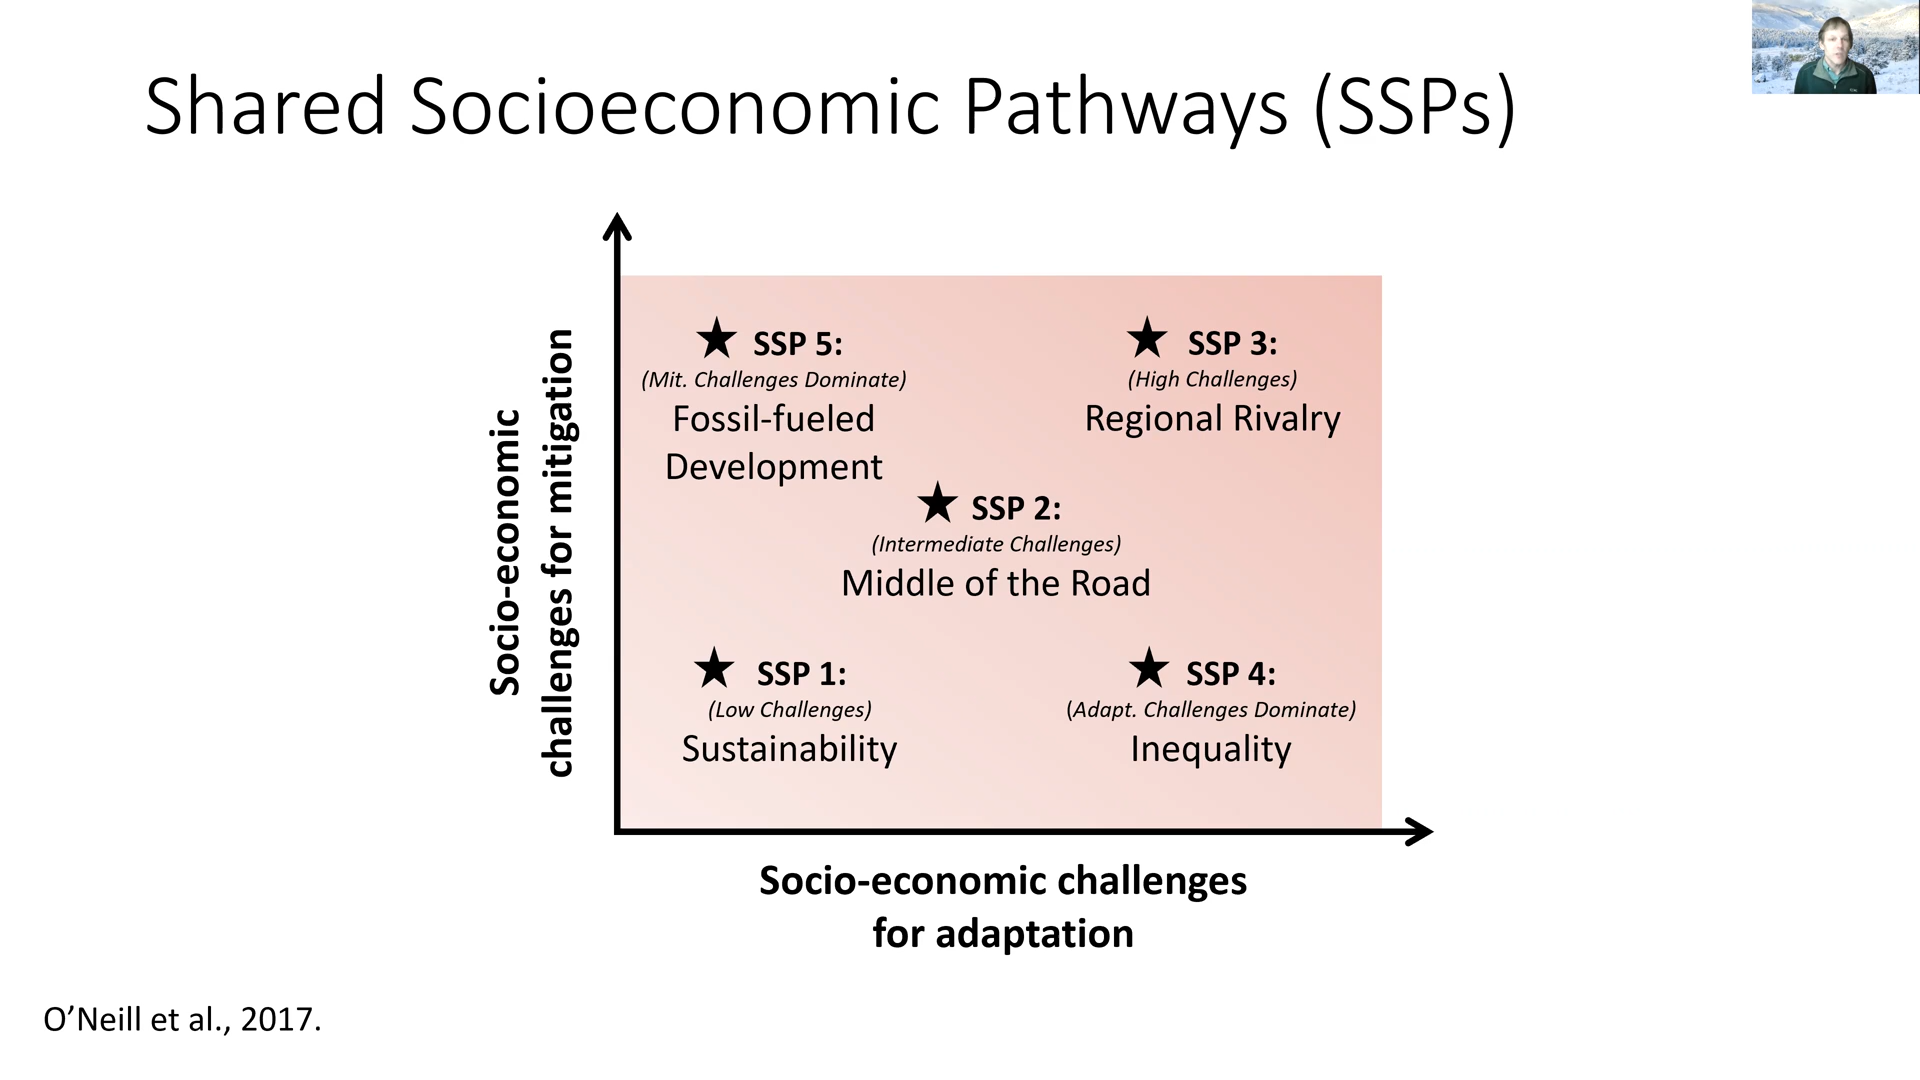 Shared Socioeconomic Pathways (SSPs)
Socio-economic
challenges for mitigation
SSP 5:
(Mit. Challenges Dominate)
Fossil-fueled
Development
SSP 3:
(High Challenges)
Regional Rivalry
SSP 2:
(Intermediate Challenges)
Middle of the Road
SSP 1:
(Low Challenges)
Sustainability
SSP 4:
(Adapt. Challenges Dominate)
Inequality
Socio-economic challenges
for adaptation
O’Neill et al., 2017.